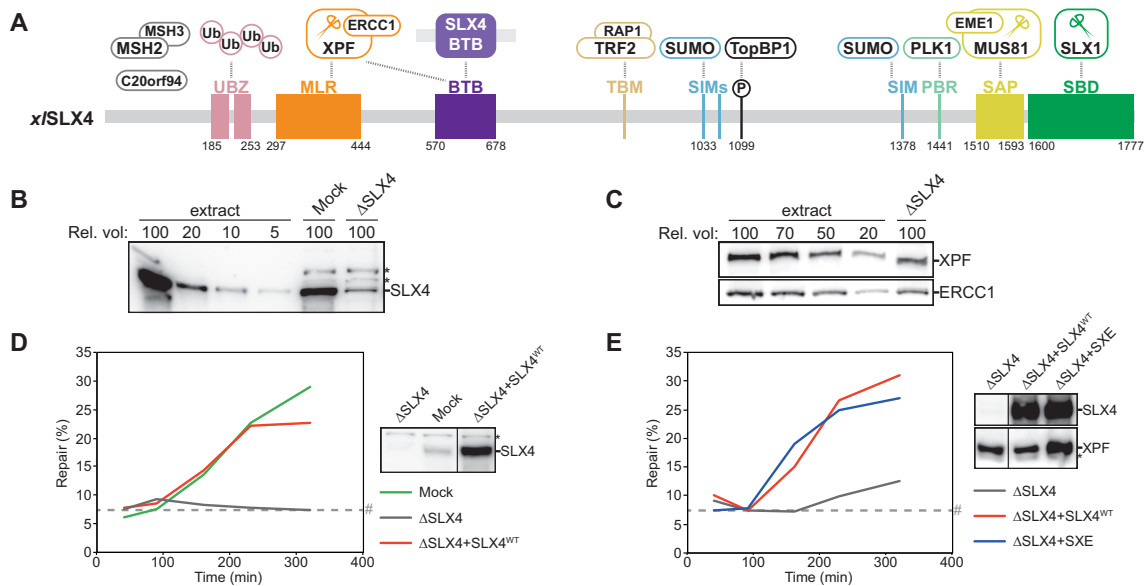 A
MSH3
MSH2
C20orf94
Ub Ub Ub Ub
ERCC1
XPF
SLX4
BTB
RAP1
TRF2
SUMO
TopBP1
SUMO
PLK1
EME1
MUS81
SLX1
UBZ MLR BTB TBM SIMs P SIM PBR SAP SBD
xlSLX4
185 253 297 444 570 678 1033 1099 1378 1441 1510 1593 1600 1777
B
extract Mock ΔSLX4
Rel. vol: 100 20 10 5 100 100
*
*
SLX4
C
extract ΔSLX4
Rel. vol: 100 70 50 20 100
XPF
ERCC1
D
Repair (%)
35
30
25
20
15
10
5
0
0 100 200 300 400
Time (min)
#
ΔSLX4 Mock ΔSLX4+SLX4WT
*
SLX4
Mock
ΔSLX4
ΔSLX4+SLX4WT
E
Repair (%)
35
30
25
20
15
10
5
0
0 100 200 300 400
Time (min)
#
ΔSLX4 ΔSLX4+SLX4WT ΔSLX4+SXE
SLX4
XPF
*
ΔSLX4
ΔSLX4+SLX4WT
ΔSLX4+SXE